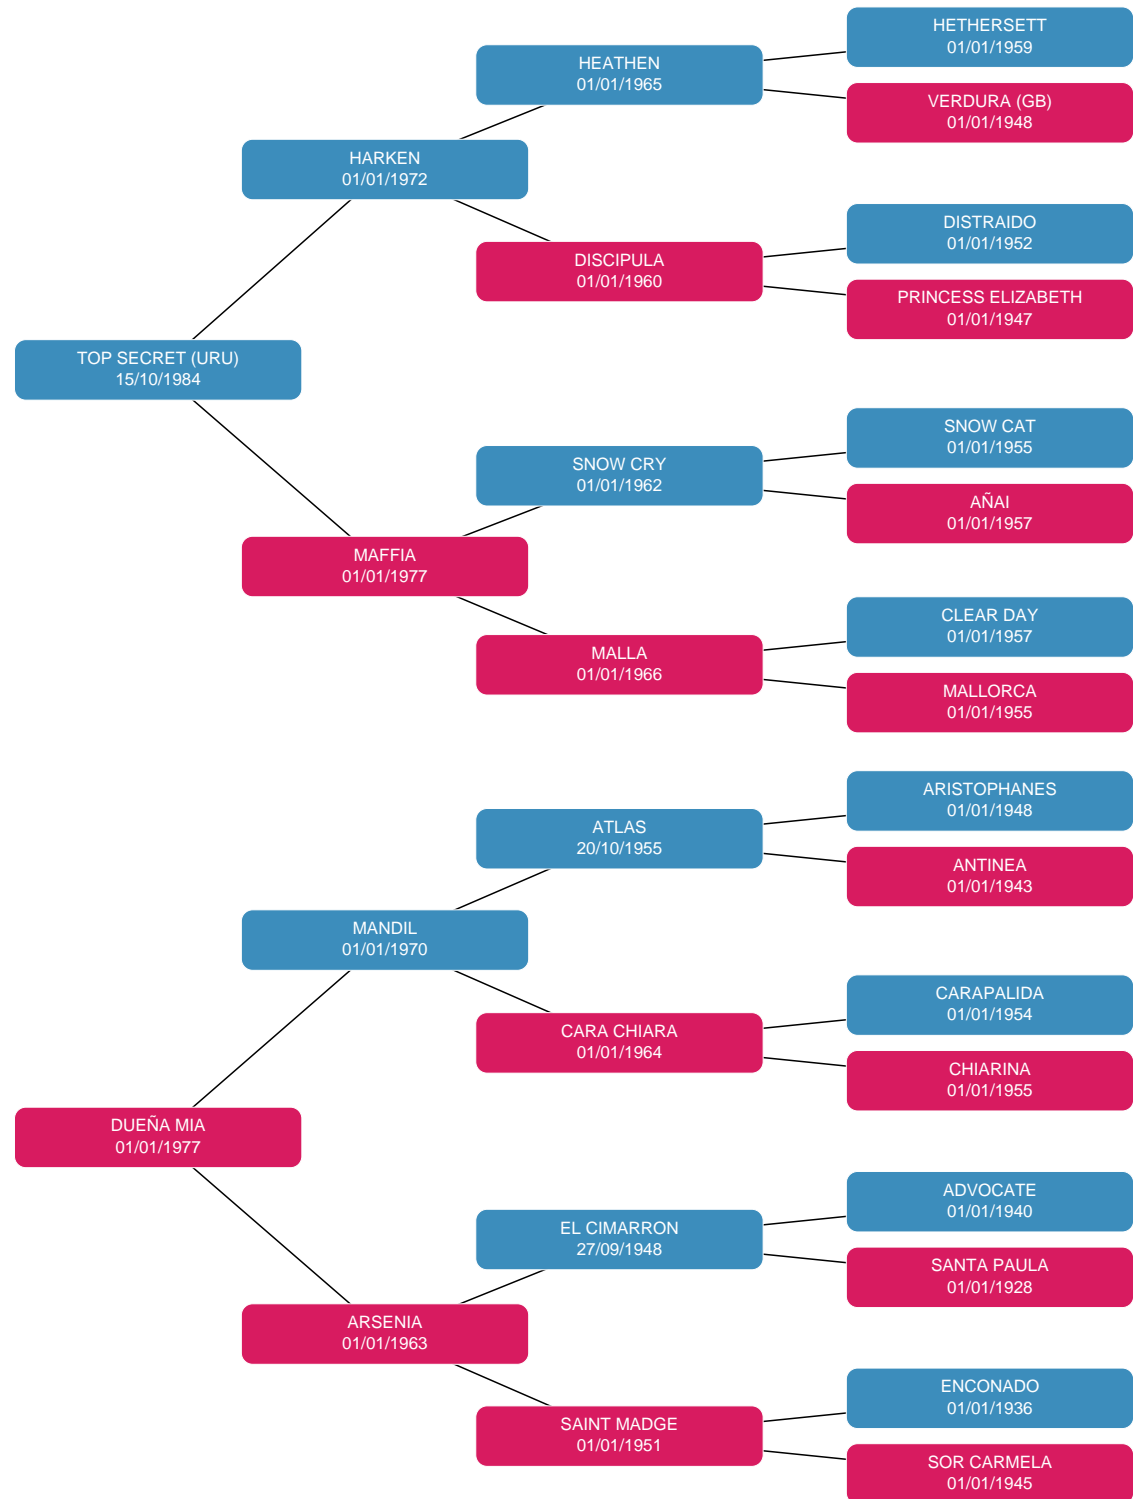 HETHERSETT
01/01/1959
HEATHEN
01/01/1965
VERDURA (GB)
01/01/1948
HARKEN
01/01/1972
DISTRAIDO
01/01/1952
DISCIPULA
01/01/1960
PRINCESS ELIZABETH
01/01/1947
TOP SECRET (URU)
15/10/1984
SNOW CAT
01/01/1955
SNOW CRY
01/01/1962
AÑAI
01/01/1957
MAFFIA
01/01/1977
CLEAR DAY
01/01/1957
MALLA
01/01/1966
MALLORCA
01/01/1955
ARISTOPHANES
01/01/1948
ATLAS
20/10/1955
ANTINEA
01/01/1943
MANDIL
01/01/1970
CARAPALIDA
01/01/1954
CARA CHIARA
01/01/1964
CHIARINA
01/01/1955
DUEÑA MIA
01/01/1977
ADVOCATE
01/01/1940
EL CIMARRON
27/09/1948
SANTA PAULA
01/01/1928
ARSENIA
01/01/1963
ENCONADO
01/01/1936
SAINT MADGE
01/01/1951
SOR CARMELA
01/01/1945